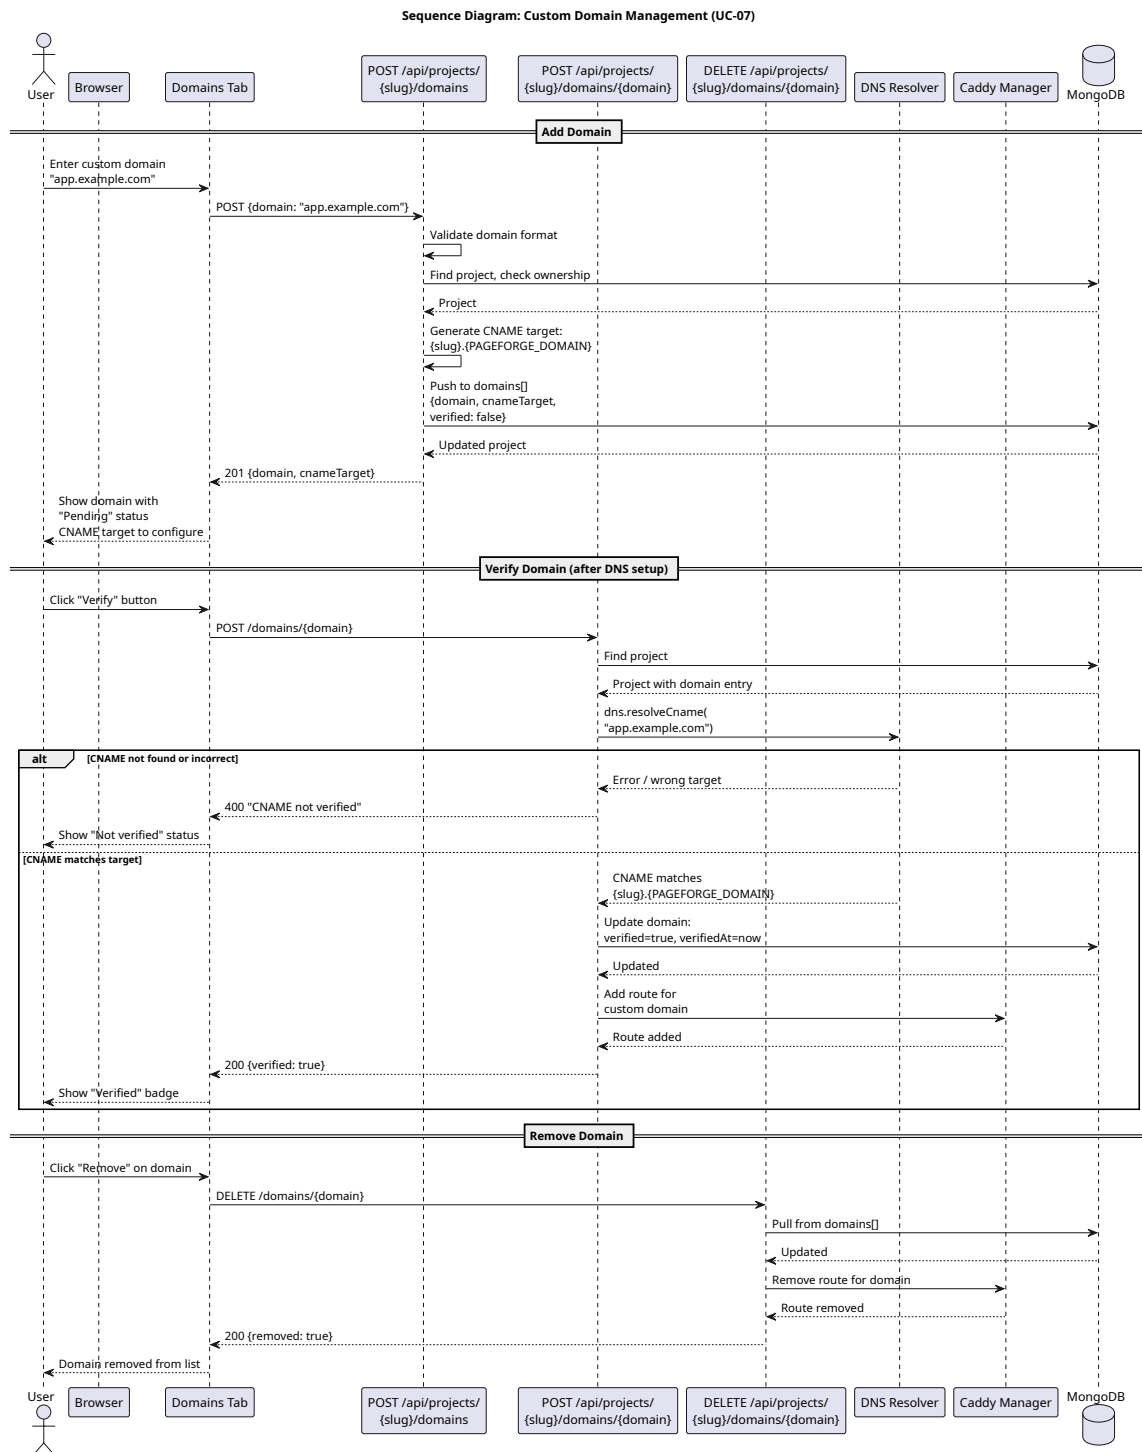 Sequence Diagram: Custom Domain Management (UC-07)
User
Browser
Domains Tab
POST /api/projects/
{slug}/domains
POST /api/projects/
{slug}/domains/{domain}
DELETE /api/projects/
{slug}/domains/{domain}
DNS Resolver
Caddy Manager
MongoDB
Add Domain
Enter custom domain
"app.example.com"
POST {domain: "app.example.com"}
Validate domain format
Find project, check ownership
Project
Generate CNAME target:
{slug}.{PAGEFORGE_DOMAIN}
Push to domains[]
{domain, cnameTarget,
verified: false}
Updated project
201 {domain, cnameTarget}
Show domain with
"Pending" status
CNAME target to configure
Verify Domain (after DNS setup)
Click "Verify" button
POST /domains/{domain}
Find project
Project with domain entry
dns.resolveCname(
"app.example.com")
alt
[CNAME not found or incorrect]
Error / wrong target
400 "CNAME not verified"
Show "Not verified" status
[CNAME matches target]
CNAME matches
{slug}.{PAGEFORGE_DOMAIN}
Update domain:
verified=true, verifiedAt=now
Updated
Add route for
custom domain
Route added
200 {verified: true}
Show "Verified" badge
Remove Domain
Click "Remove" on domain
DELETE /domains/{domain}
Pull from domains[]
Updated
Remove route for domain
Route removed
200 {removed: true}
Domain removed from list
User
Browser
Domains Tab
POST /api/projects/
{slug}/domains
POST /api/projects/
{slug}/domains/{domain}
DELETE /api/projects/
{slug}/domains/{domain}
DNS Resolver
Caddy Manager
MongoDB